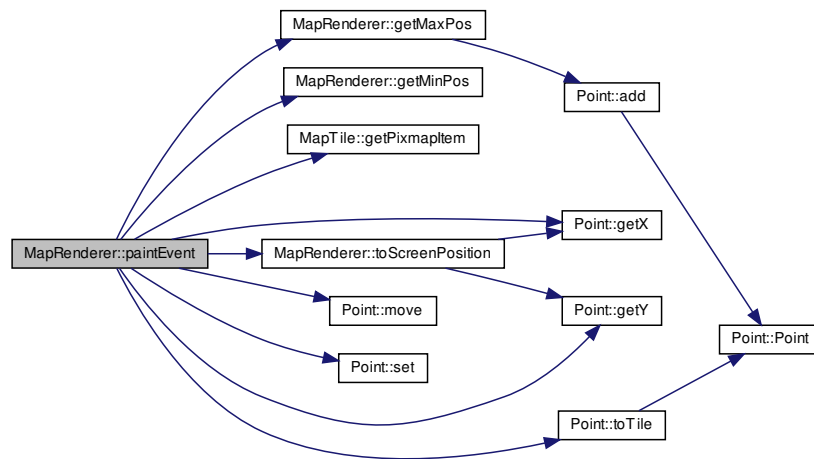 MapRenderer::getMaxPos
MapRenderer::getMinPos
Point::add
MapTile::getPixmapItem
Point::getX
MapRenderer::paintEvent
MapRenderer::toScreenPosition
Point::move
Point::getY
Point::Point
Point::set
Point::toTile